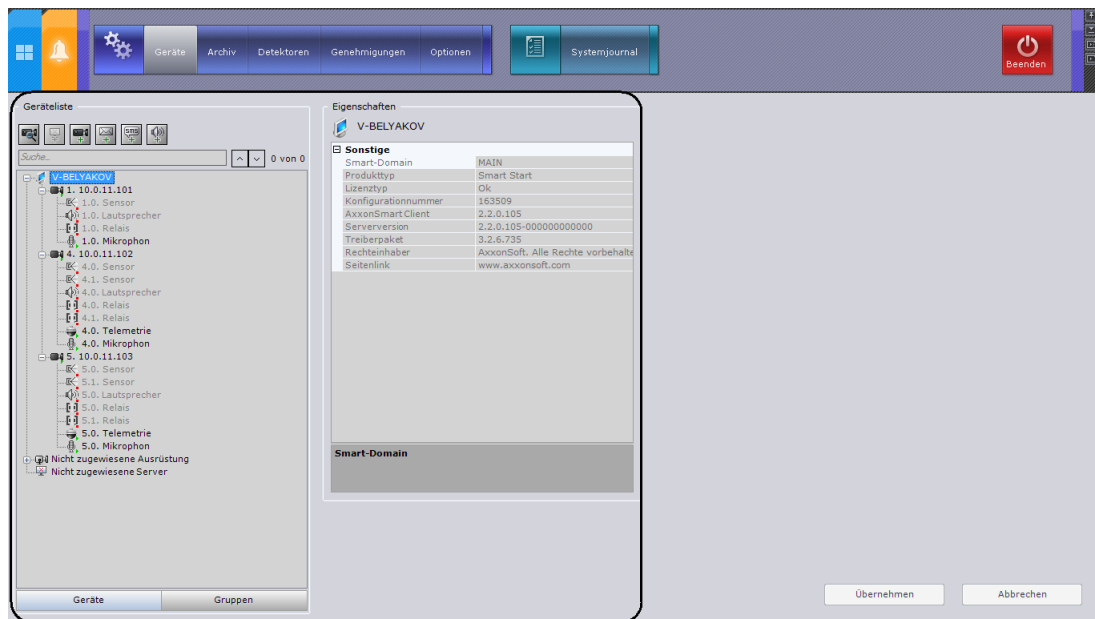 Geräte
Archiv
Detektoren
Genehmigungen
Optionen
Systemjournal
Beenden
Geräteliste
SMS
Suche...
0 von 0
V-BELYAKOV
1. 10.0.11.101
1.0. Sensor
1.0. Lautsprecher
1.0. Relais
1.0. Mikrophon
4. 10.0.11.102
4.0. Sensor
4.1. Sensor
4.0. Lautsprecher
4.0. Relais
4.1. Relais
4.0. Telemetrie
4.0. Mikrophon
5. 10.0.11.103
5.0. Sensor
5.1. Sensor
5.0. Lautsprecher
5.0. Relais
5.1. Relais
5.0. Telemetrie
5.0. Mikrophon
Nicht zugewiesene Ausrüstung
Nicht zugewiesene Server
Geräte
Gruppen
Eigenschaften
V-BELYAKOV
Sonstige
Smart-Domain MAIN
Produkttyp Smart Start
Lizenztyp Ok
Konfigurationnummer 163509
AxxonSmart Client 2.2.0.105
Serverversion 2.2.0.105-000000000000
Treiberpaket 3.2.6.735
Rechteinhaber AxxonSoft. Alle Rechte vorbehalte
Seitenlink www.axxonsoft.com
Smart-Domain
Übernehmen
Abbrechen